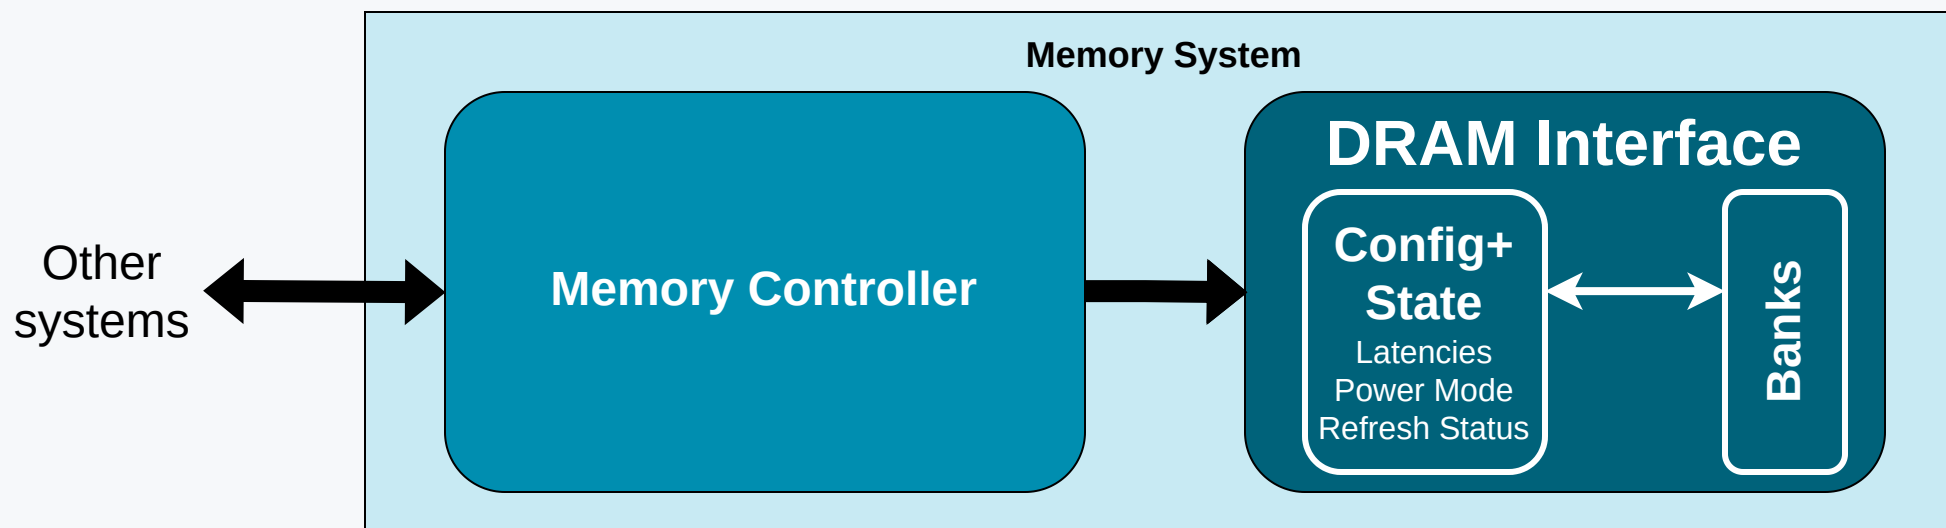 Memory System
Other
systems
Memory Controller
DRAM Interface
Config+
State
Latencies
Power Mode
Refresh Status
Banks